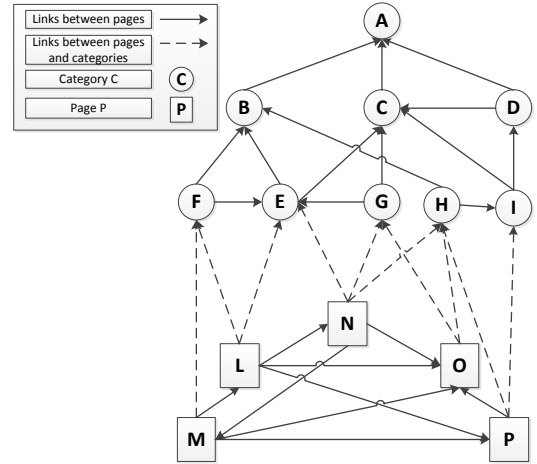 Links between pages
Links between pages
and categories
Category C
C
Page P
P
A
B
C
D
F
E
G
H
I
N
L
O
M
P